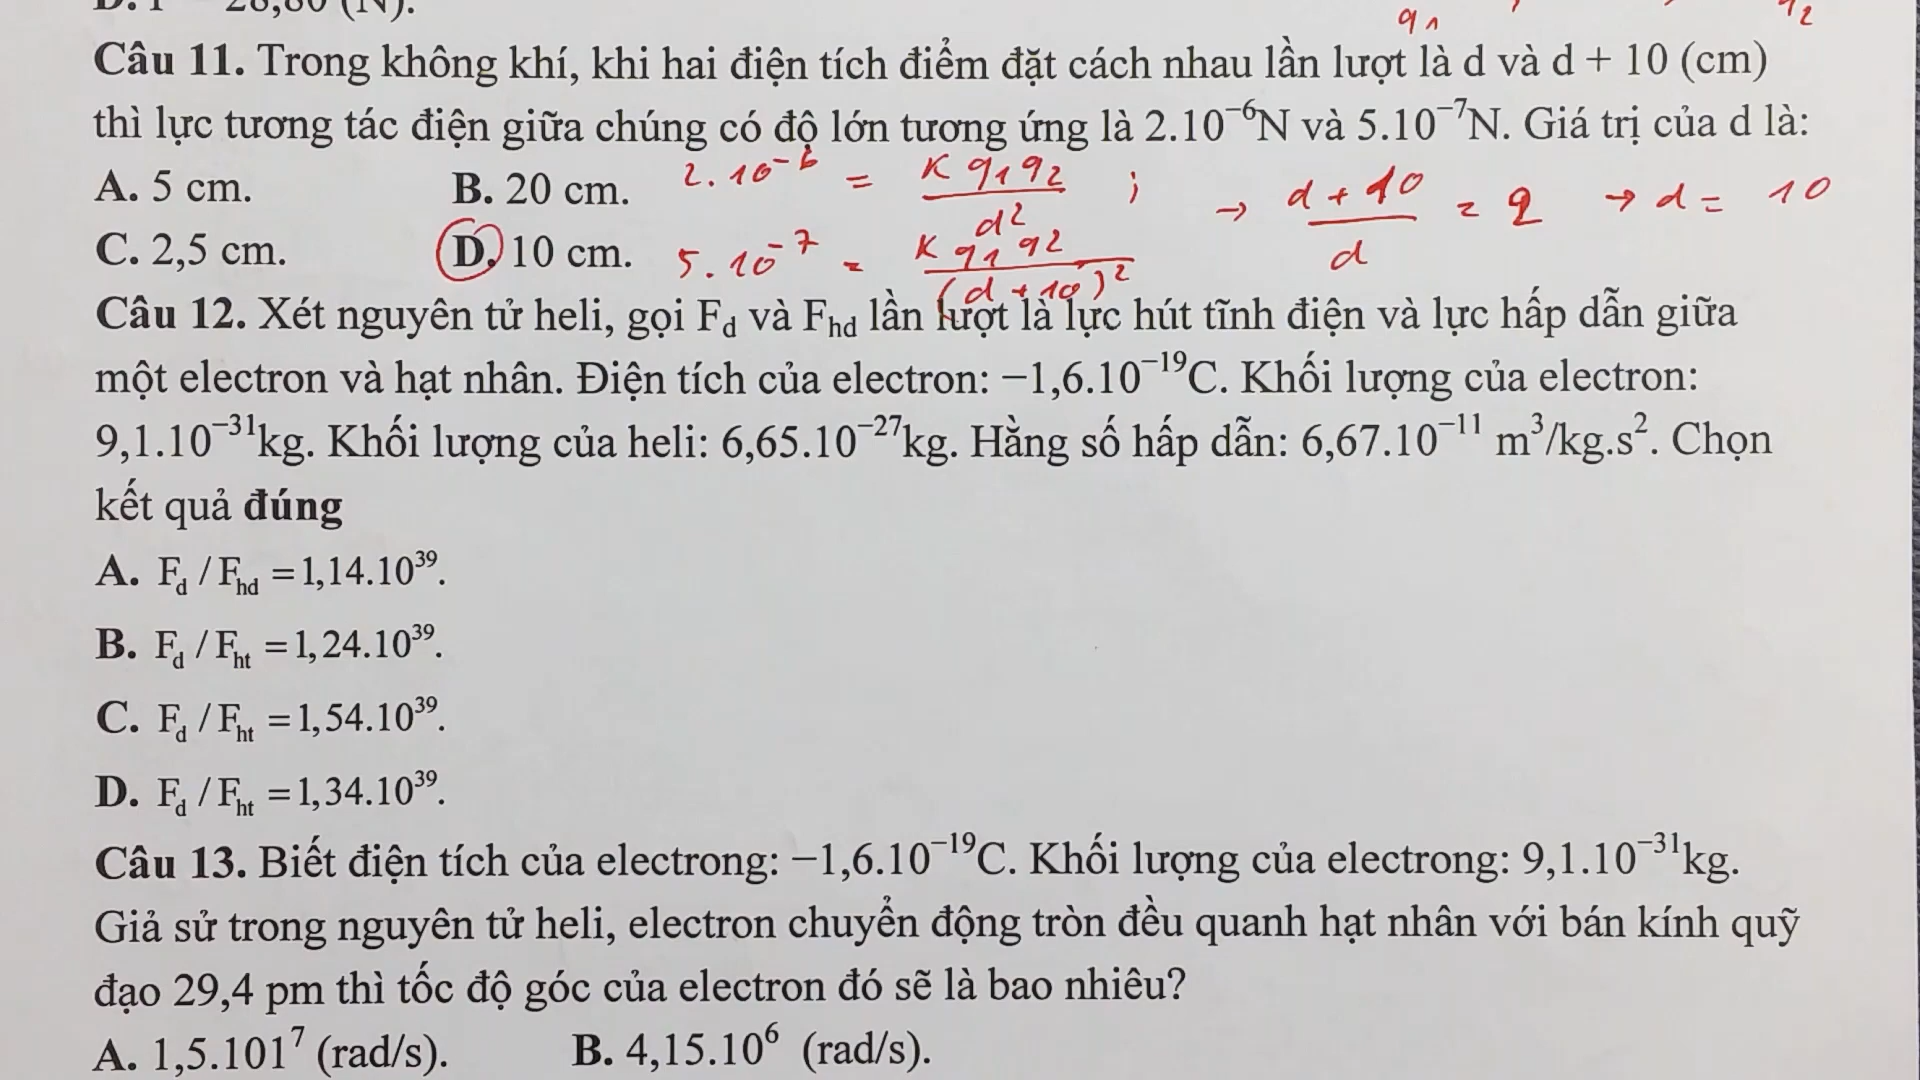 q₁ q₂
Câu 11. Trong không khí, khi hai điện tích điểm đặt cách nhau lần lượt là d và d + 10 (cm)
thì lực tương tác điện giữa chúng có độ lớn tương ứng là 2.10⁻⁶N và 5.10⁻⁷N. Giá trị của d là:
A. 5 cm. B. 20 cm. 2.10⁻⁶ = K q₁q₂ / d² ; → (d + 10) / d = 2 → d = 10
C. 2,5 cm. D. 10 cm. 5.10⁻⁷ = K q₁q₂ / (d + 10)²
Câu 12. Xét nguyên tử heli, gọi F_d và F_hd lần lượt là lực hút tĩnh điện và lực hấp dẫn giữa
một electron và hạt nhân. Điện tích của electron: −1,6.10⁻¹⁹C. Khối lượng của electron:
9,1.10⁻³¹kg. Khối lượng của heli: 6,65.10⁻²⁷kg. Hằng số hấp dẫn: 6,67.10⁻¹¹ m³/kg.s². Chọn
kết quả đúng
A. F_d / F_hd = 1,14.10³⁹.
B. F_d / F_ht = 1,24.10³⁹.
C. F_d / F_ht = 1,54.10³⁹.
D. F_d / F_ht = 1,34.10³⁹.
Câu 13. Biết điện tích của electrong: −1,6.10⁻¹⁹C. Khối lượng của electrong: 9,1.10⁻³¹kg.
Giả sử trong nguyên tử heli, electron chuyển động tròn đều quanh hạt nhân với bán kính quỹ
đạo 29,4 pm thì tốc độ góc của electron đó sẽ là bao nhiêu?
A. 1,5.101⁷ (rad/s). B. 4,15.10⁶ (rad/s).